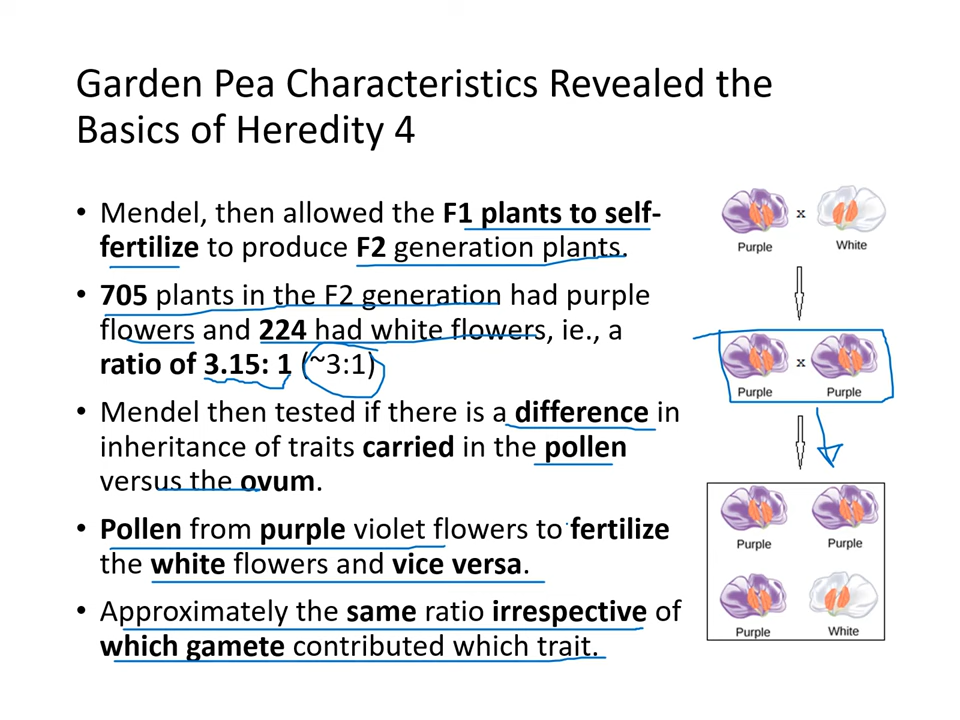 Garden Pea Characteristics Revealed the
Basics of Heredity 4
• Mendel, then allowed the F1 plants to self-
fertilize to produce F2 generation plants.
• 705 plants in the F2 generation had purple
flowers and 224 had white flowers, ie., a
ratio of 3.15: 1 (~3:1)
• Mendel then tested if there is a difference in
inheritance of traits carried in the pollen
versus the ovum.
• Pollen from purple violet flowers to fertilize
the white flowers and vice versa.
• Approximately the same ratio irrespective of
which gamete contributed which trait.
x
Purple White
x
Purple Purple
Purple Purple
Purple White